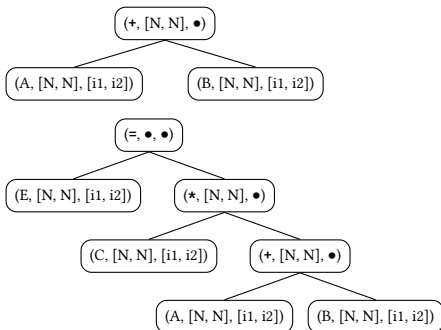 (+, [N, N], •)
(A, [N, N], [i1, i2]) (B, [N, N], [i1, i2])
(=, •, •)
(E, [N, N], [i1, i2]) (*, [N, N], •)
(C, [N, N], [i1, i2]) (+, [N, N], •)
(A, [N, N], [i1, i2]) (B, [N, N], [i1, i2])